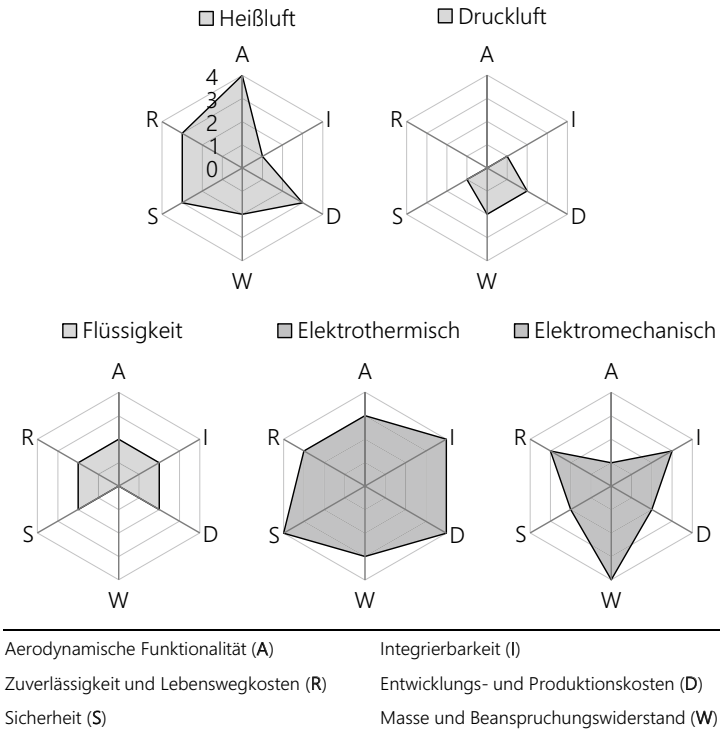 Heißluft
Druckluft
A
4
3
2
1
0
R
I
S
D
W
A
R
I
S
D
W
Flüssigkeit
Elektrothermisch
Elektromechanisch
A
R
I
S
D
W
A
R
I
S
D
W
A
R
I
S
D
W
Aerodynamische Funktionalität (A)
Integrierbarkeit (I)
Zuverlässigkeit und Lebenswegkosten (R)
Entwicklungs- und Produktionskosten (D)
Sicherheit (S)
Masse und Beanspruchungswiderstand (W)